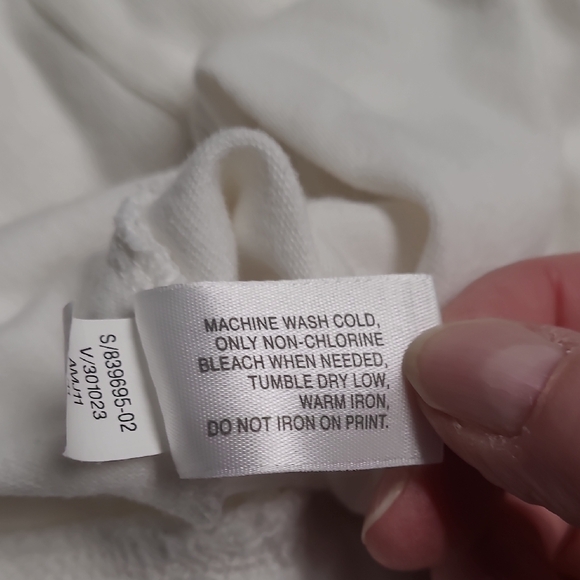 MACHINE WASH COLD,
ONLY NON-CHLORINE
BLEACH WHEN NEEDED,
TUMBLE DRY LOW,
WARM IRON,
DO NOT IRON ON PRINT.
S/839695-02
V/301023